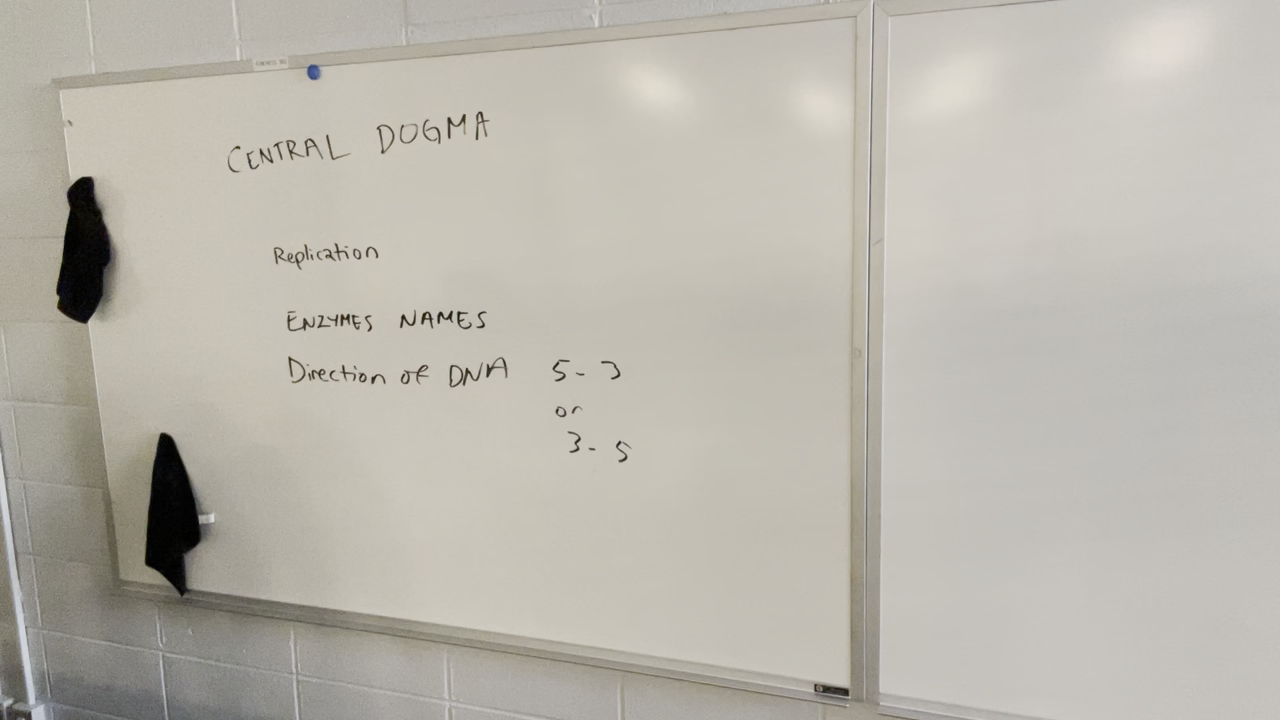 CENTRAL DOGMA
Replication
ENZYMES NAMES
Direction of DNA 5-3
or
3-5